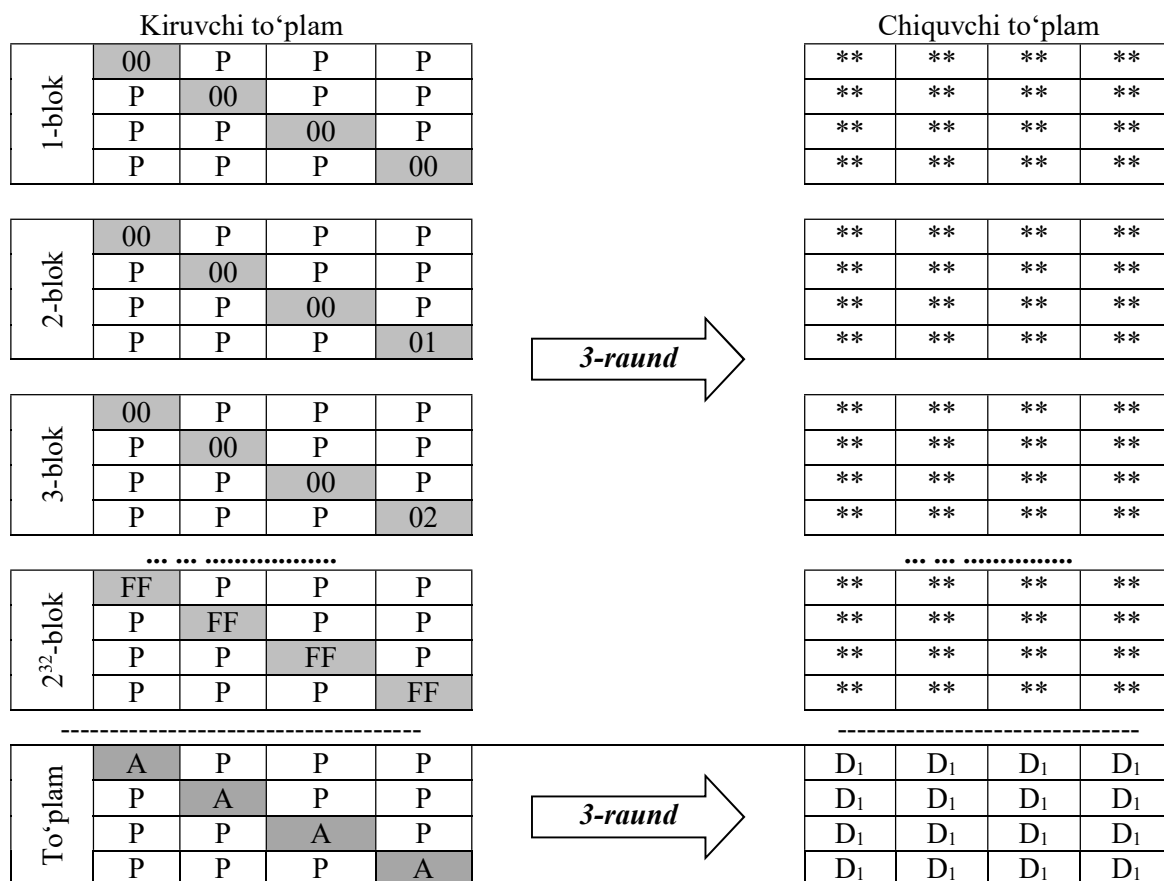 Kiruvchi to‘plam Chiquvchi to‘plam
1-blok
00 P P P ** ** ** **
P 00 P P ** ** ** **
P P 00 P ** ** ** **
P P P 00 ** ** ** **
2-blok
00 P P P ** ** ** **
P 00 P P ** ** ** **
P P 00 P ** ** ** **
P P P 01 ** ** ** **
3-raund
3-blok
00 P P P ** ** ** **
P 00 P P ** ** ** **
P P 00 P ** ** ** **
P P P 02 ** ** ** **
... ... .................. ... ... ...............
2³²-blok
FF P P P ** ** ** **
P FF P P ** ** ** **
P P FF P ** ** ** **
P P P FF ** ** ** **
------------------------------------- --------------------------------
To‘plam
A P P P D₁ D₁ D₁ D₁
P A P P D₁ D₁ D₁ D₁
3-raund
P P A P D₁ D₁ D₁ D₁
P P P A D₁ D₁ D₁ D₁